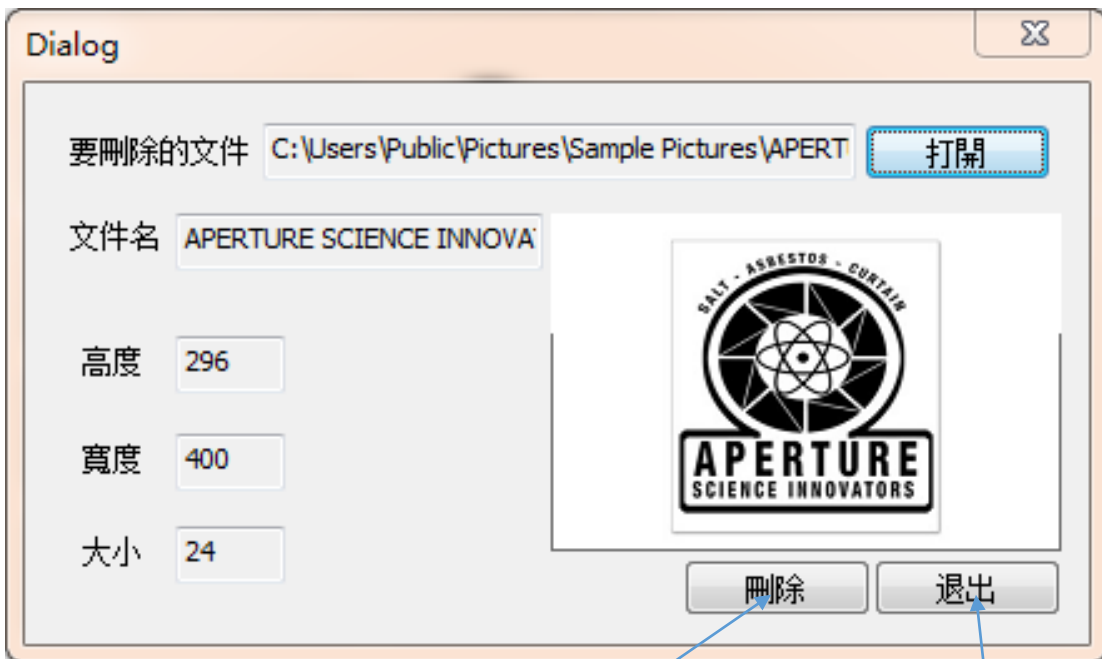 Dialog
要刪除的文件 C:\Users\Public\Pictures\Sample Pictures\APERT 打開
文件名 APERTURE SCIENCE INNOVA
SALT - ASBESTOS - CURTAIN
高度 296
APERTURE
寬度 400
SCIENCE INNOVATORS
大小 24
刪除 退出